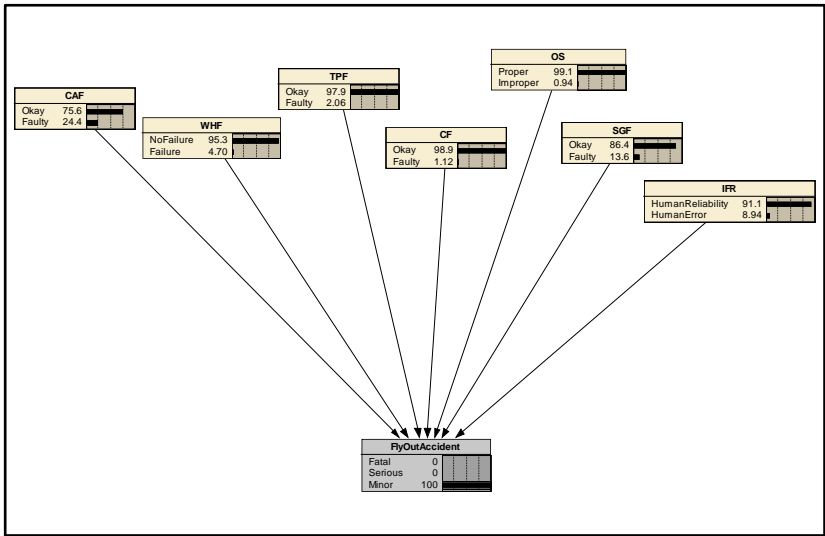 OS
Proper 99.1
Improper 0.94
TPF
Okay 97.9
Faulty 2.06
CAF
Okay 75.6
Faulty 24.4
WHF
NoFailure 95.3
Failure 4.70
CF
Okay 98.9
Faulty 1.12
SGF
Okay 86.4
Faulty 13.6
IFR
HumanReliability 91.1
HumanError 8.94
FlyOutAccident
Fatal 0
Serious 0
Minor 100